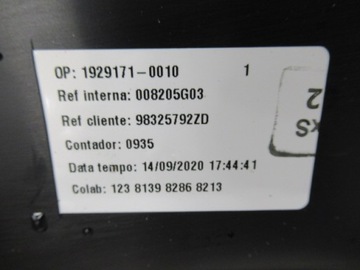 OP: 1929171-0010 1
Ref interna: 008205G03
Ref cliente: 98325792ZD
Contador: 0935
Data tempo: 14/09/2020 17:44:41
Colab: 123 8139 8286 8213
2